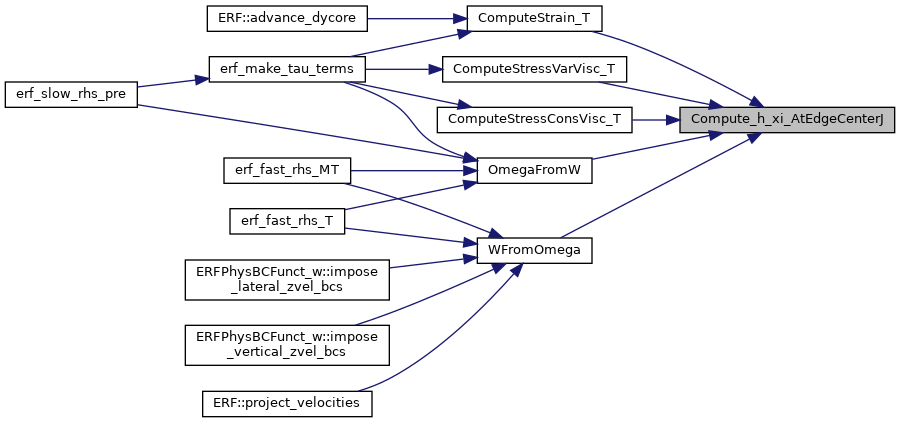 ERF::advance_dycore
ComputeStrain_T
erf_make_tau_terms
ComputeStressVarVisc_T
erf_slow_rhs_pre
ComputeStressConsVisc_T
Compute_h_xi_AtEdgeCenterJ
erf_fast_rhs_MT
OmegaFromW
erf_fast_rhs_T
WFromOmega
ERFPhysBCFunct_w::impose
_lateral_zvel_bcs
ERFPhysBCFunct_w::impose
_vertical_zvel_bcs
ERF::project_velocities